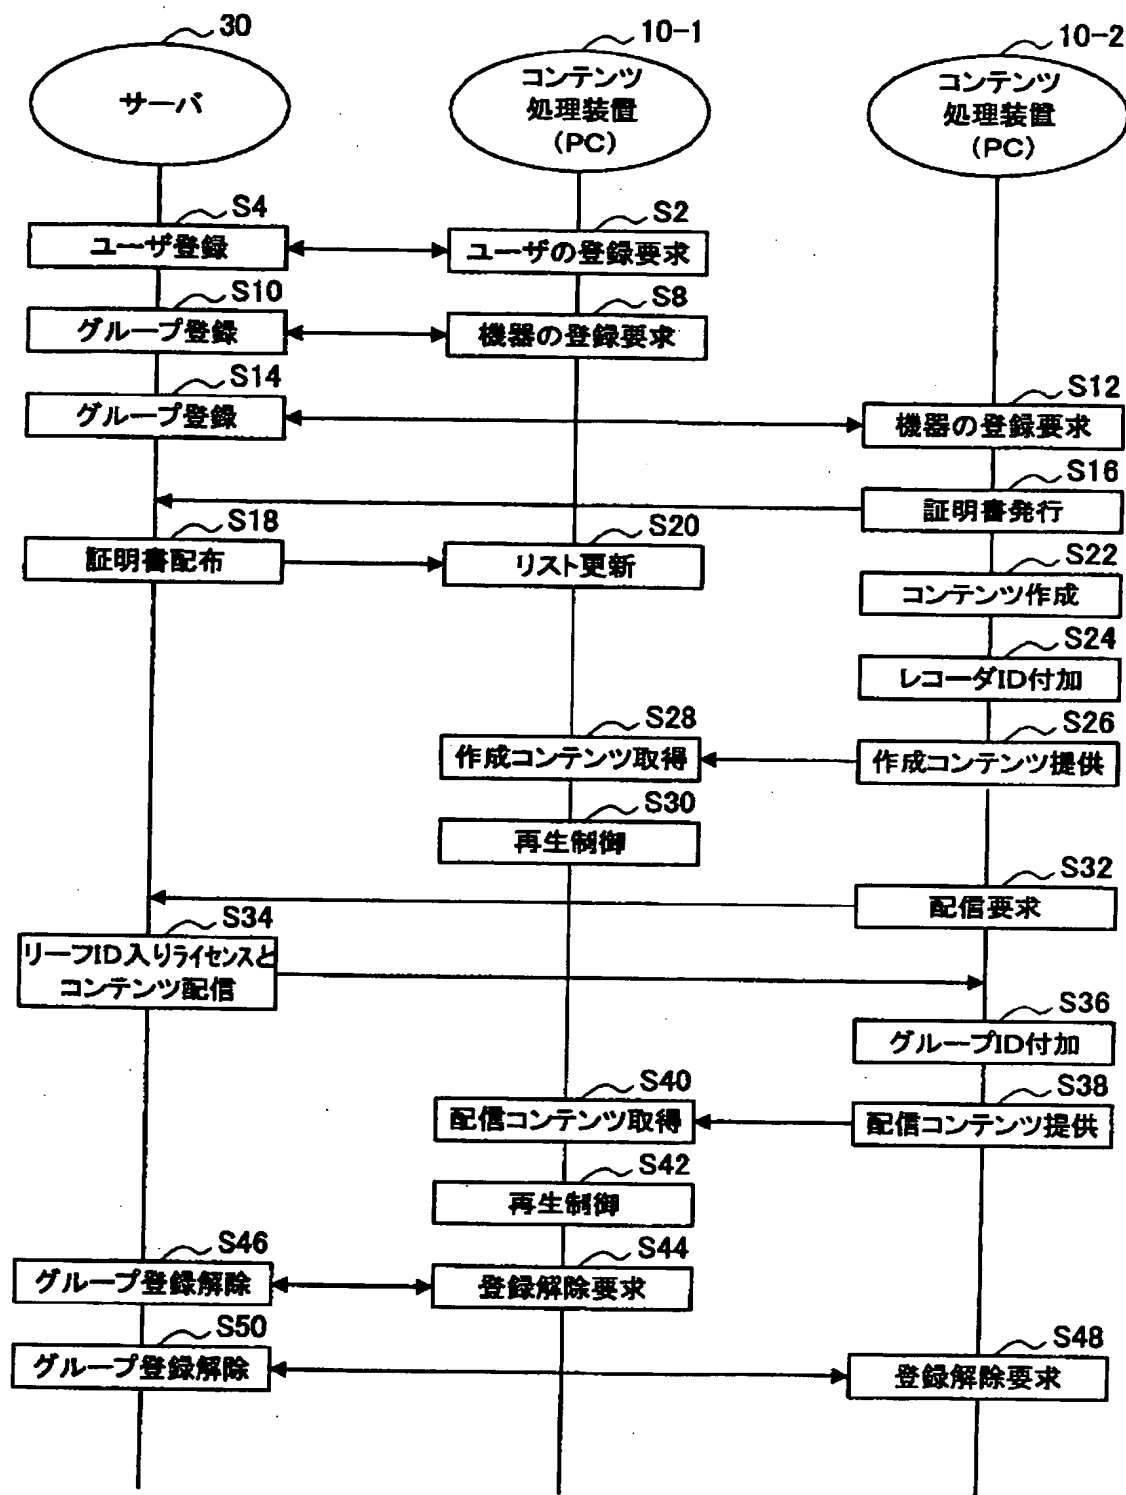 30
サーバ
10-1
コンテンツ
処理装置
(PC)
10-2
コンテンツ
処理装置
(PC)
S4
ユーザ登録
S2
ユーザの登録要求
S10
グループ登録
S8
機器の登録要求
S14
グループ登録
S12
機器の登録要求
S16
証明書発行
S18
証明書配布
S20
リスト更新
S22
コンテンツ作成
S24
レコーダID付加
S28
作成コンテンツ取得
S26
作成コンテンツ提供
S30
再生制御
S32
配信要求
S34
リーフID入りライセンスと
コンテンツ配信
S36
グループID付加
S40
配信コンテンツ取得
S38
配信コンテンツ提供
S42
再生制御
S46
グループ登録解除
S44
登録解除要求
S50
グループ登録解除
S48
登録解除要求